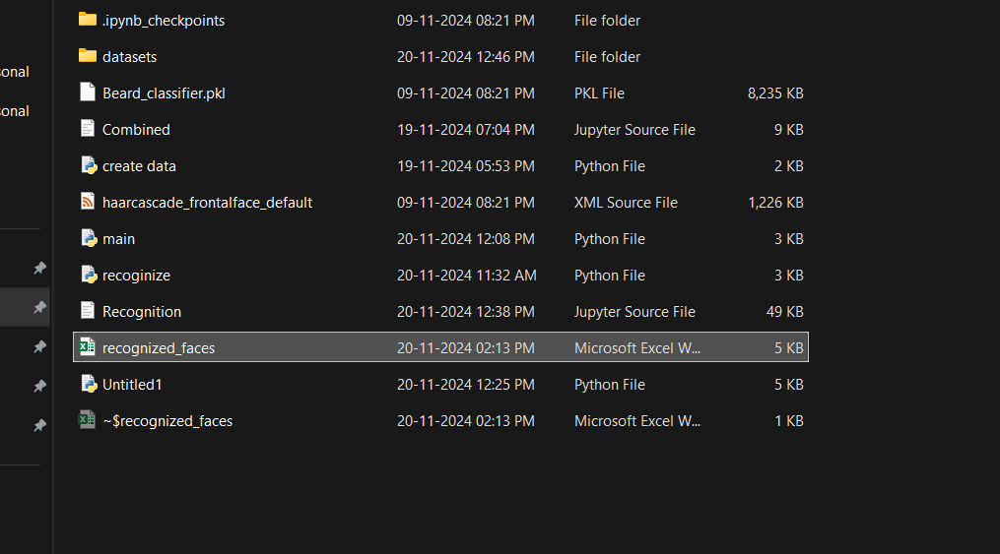 .ipynb_checkpoints 09-11-2024 08:21 PM File folder
datasets 20-11-2024 12:46 PM File folder
sonal
Beard_classifier.pkl 09-11-2024 08:21 PM PKL File 8,235 KB
sonal
Combined 19-11-2024 07:04 PM Jupyter Source File 9 KB
create data 19-11-2024 05:53 PM Python File 2 KB
haarcascade_frontalface_default 09-11-2024 08:21 PM XML Source File 1,226 KB
main 20-11-2024 12:08 PM Python File 3 KB
recoginize 20-11-2024 11:32 AM Python File 3 KB
Recognition 20-11-2024 12:38 PM Jupyter Source File 49 KB
recognized_faces 20-11-2024 02:13 PM Microsoft Excel W... 5 KB
Untitled1 20-11-2024 12:25 PM Python File 5 KB
~$recognized_faces 20-11-2024 02:13 PM Microsoft Excel W... 1 KB